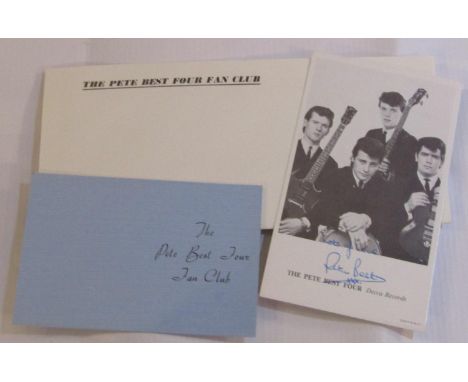 THE PETE BEST FOUR FAN CLUB
The
Pete Best Four
Fan Club
Pete Best
THE PETE BEST FOUR Decca Records